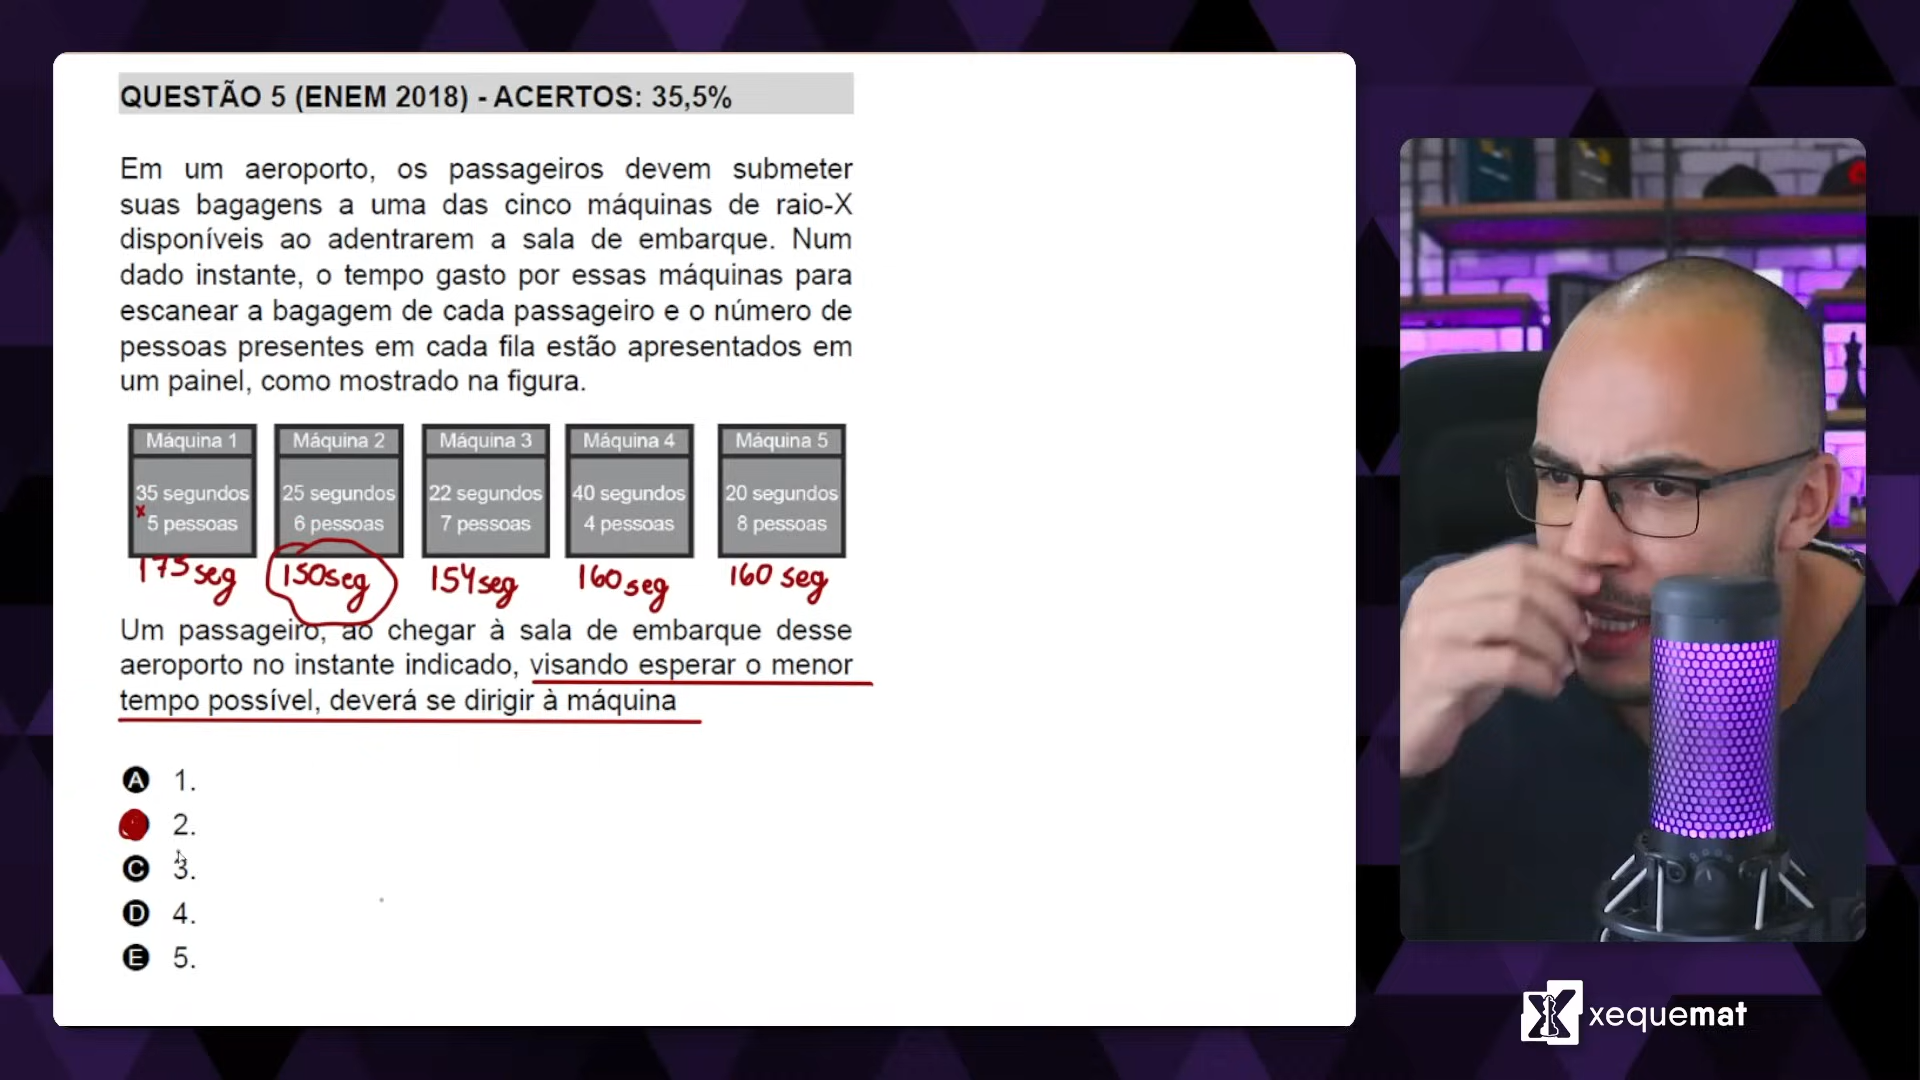 QUESTÃO 5 (ENEM 2018) - ACERTOS: 35,5%
Em um aeroporto, os passageiros devem submeter
suas bagagens a uma das cinco máquinas de raio-X
disponíveis ao adentrarem a sala de embarque. Num
dado instante, o tempo gasto por essas máquinas para
escanear a bagagem de cada passageiro e o número de
pessoas presentes em cada fila estão apresentados em
um painel, como mostrado na figura.
Máquina 1 Máquina 2 Máquina 3 Máquina 4 Máquina 5
35 segundos 25 segundos 22 segundos 40 segundos 20 segundos
x 5 pessoas 6 pessoas 7 pessoas 4 pessoas 8 pessoas
175 seg 150seg 154seg 160seg 160 seg
Um passageiro, ao chegar à sala de embarque desse
aeroporto no instante indicado, visando esperar o menor
tempo possível, deverá se dirigir à máquina
A 1.
2.
C 3.
D 4.
E 5.
xequemat